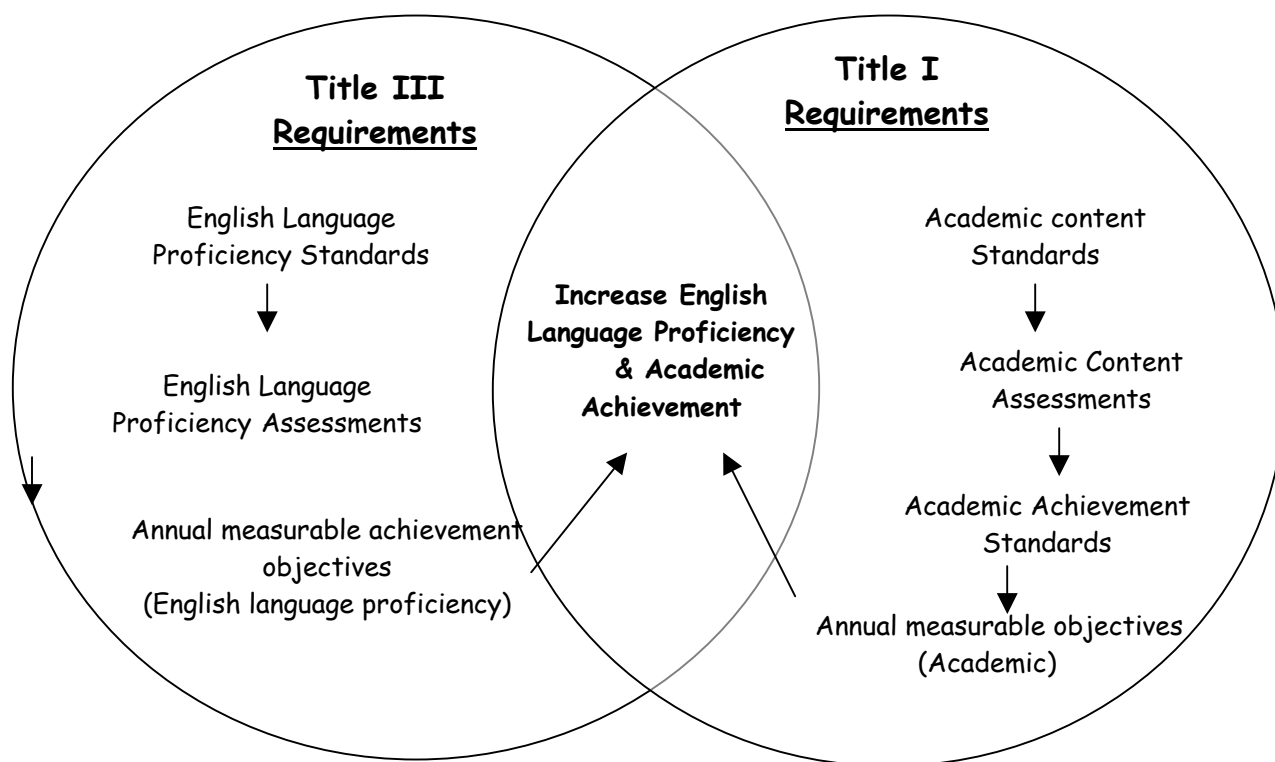 Title III
Requirements
English Language
Proficiency Standards
English Language
Proficiency Assessments
Annual measurable achievement
objectives
(English language proficiency)
Increase English
Language Proficiency
& Academic
Achievement
Title I
Requirements
Academic content
Standards
Academic Content
Assessments
Academic Achievement
Standards
Annual measurable objectives
(Academic)